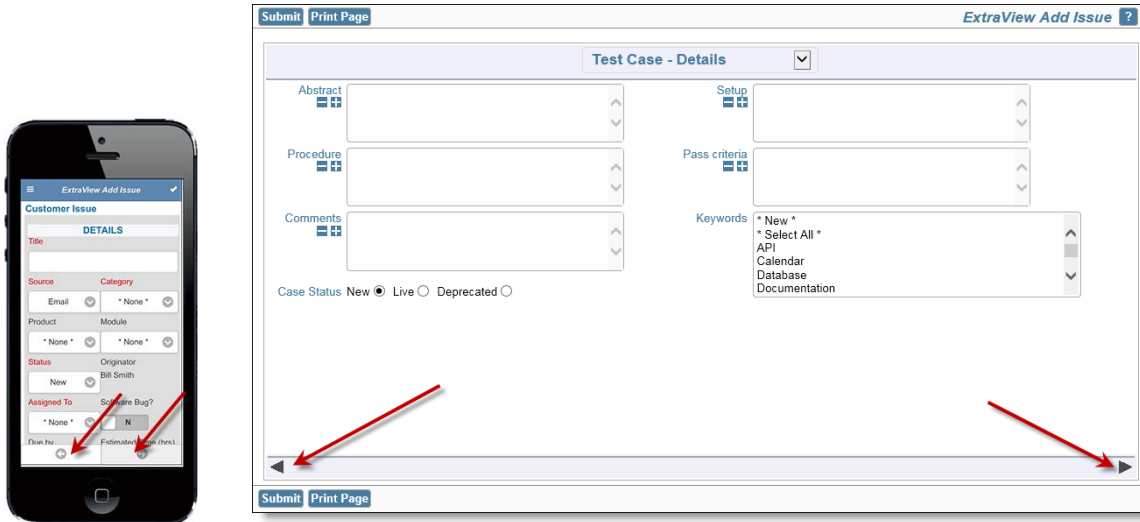 ExtraView Add Issue
Customer Issue
DETAILS
Title
Source Category
Email * None *
Product Module
* None * * None *
Status Originator
New Bill Smith
Assigned To Software Bug?
* None * N
Due by Estimated Time (hrs)
Submit Print Page ExtraView Add Issue ?
Test Case - Details
Abstract Setup
Procedure Pass criteria
Comments Keywords
* New *
* Select All *
API
Calendar
Database
Documentation
Case Status New Live Deprecated
Submit Print Page